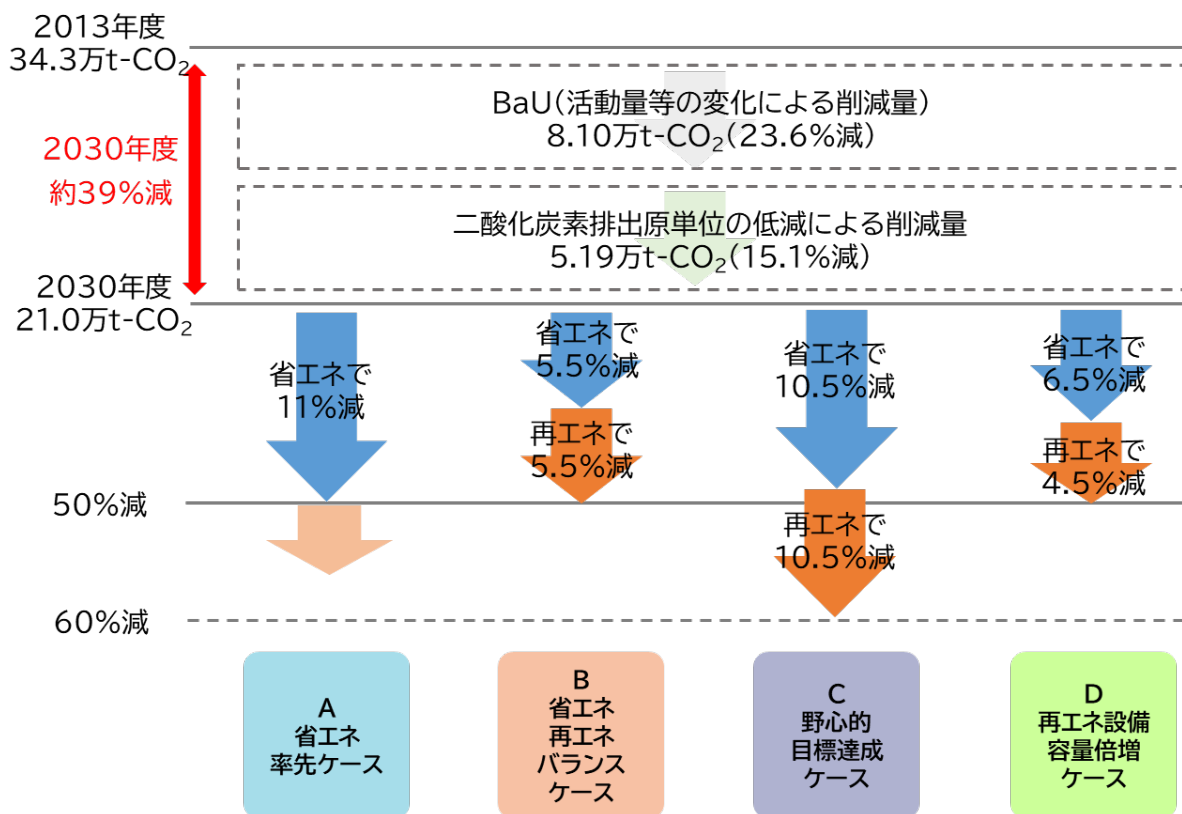 2013年度
34.3万t-CO₂
BaU(活動量等の変化による削減量)
8.10万t-CO₂(23.6%減)
2030年度
約39%減
二酸化炭素排出原単位の低減による削減量
5.19万t-CO₂(15.1%減)
2030年度
21.0万t-CO₂
省エネで
11%減
省エネで
5.5%減
再エネで
5.5%減
省エネで
10.5%減
再エネで
10.5%減
省エネで
6.5%減
再エネで
4.5%減
50%減
60%減
A
省エネ
率先ケース
B
省エネ
再エネ
バランス
ケース
C
野心的
目標達成
ケース
D
再エネ設備
容量倍増
ケース